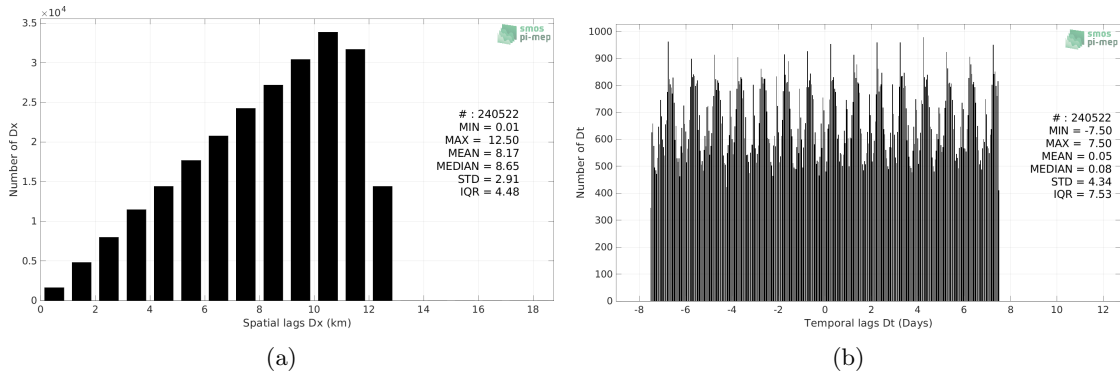 ×10⁴
3.5
3
2.5
2
1.5
1
0.5
0
Number of Dx
0 2 4 6 8 10 12 14 16 18
Spatial lags Dx (km)
smos
pi-mep
# : 240522
MIN = 0.01
MAX = 12.50
MEAN = 8.17
MEDIAN = 8.65
STD = 2.91
IQR = 4.48
(a)
1000
900
800
700
600
500
400
300
200
100
0
Number of Dt
-8 -6 -4 -2 0 2 4 6 8 10 12
Temporal lags Dt (Days)
smos
pi-mep
# : 240522
MIN = -7.50
MAX = 7.50
MEAN = 0.05
MEDIAN = 0.08
STD = 4.34
IQR = 7.53
(b)